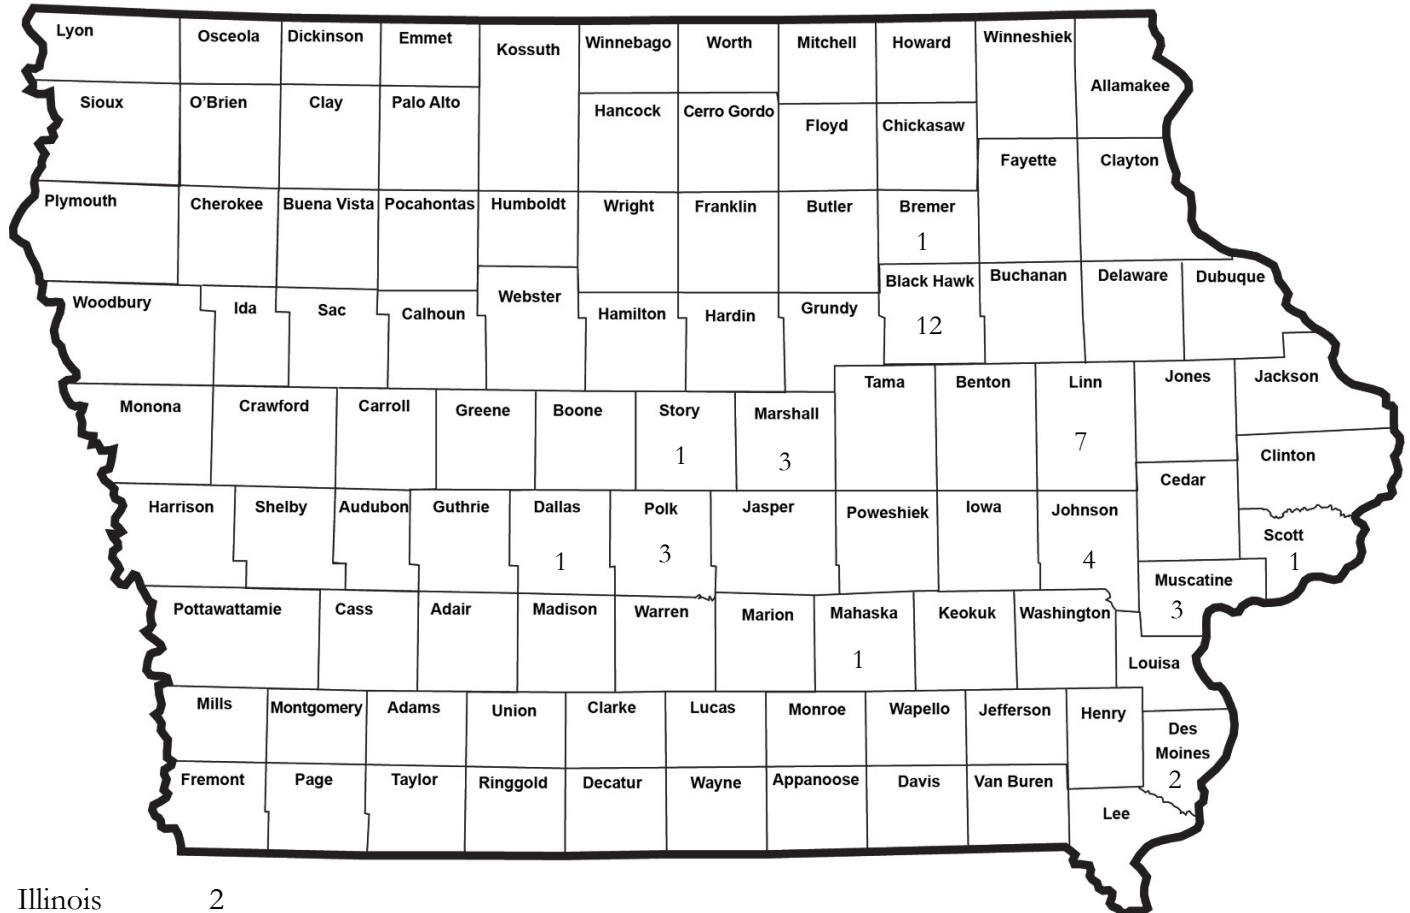 Lyon Osceola Dickinson Emmet Kossuth Winnebago Worth Mitchell Howard Winneshiek Allamakee
Sioux O'Brien Clay Palo Alto Hancock Cerro Gordo Floyd Chickasaw
Fayette Clayton
Plymouth Cherokee Buena Vista Pocahontas Humboldt Wright Franklin Butler Bremer
1
Woodbury Ida Sac Calhoun Webster Hamilton Hardin Grundy Black Hawk Buchanan Delaware Dubuque
12
Monona Crawford Carroll Greene Boone Story Marshall Tama Benton Linn Jones Jackson
1 3 7
Clinton
Harrison Shelby Audubon Guthrie Dallas Polk Jasper Poweshiek Iowa Johnson Cedar Scott
1 3 4 1
Muscatine
3
Pottawattamie Cass Adair Madison Warren Marion Mahaska Keokuk Washington
1
Louisa
Mills Montgomery Adams Union Clarke Lucas Monroe Wapello Jefferson Henry Des
Moines
2
Fremont Page Taylor Ringgold Decatur Wayne Appanoose Davis Van Buren Lee
Illinois 2